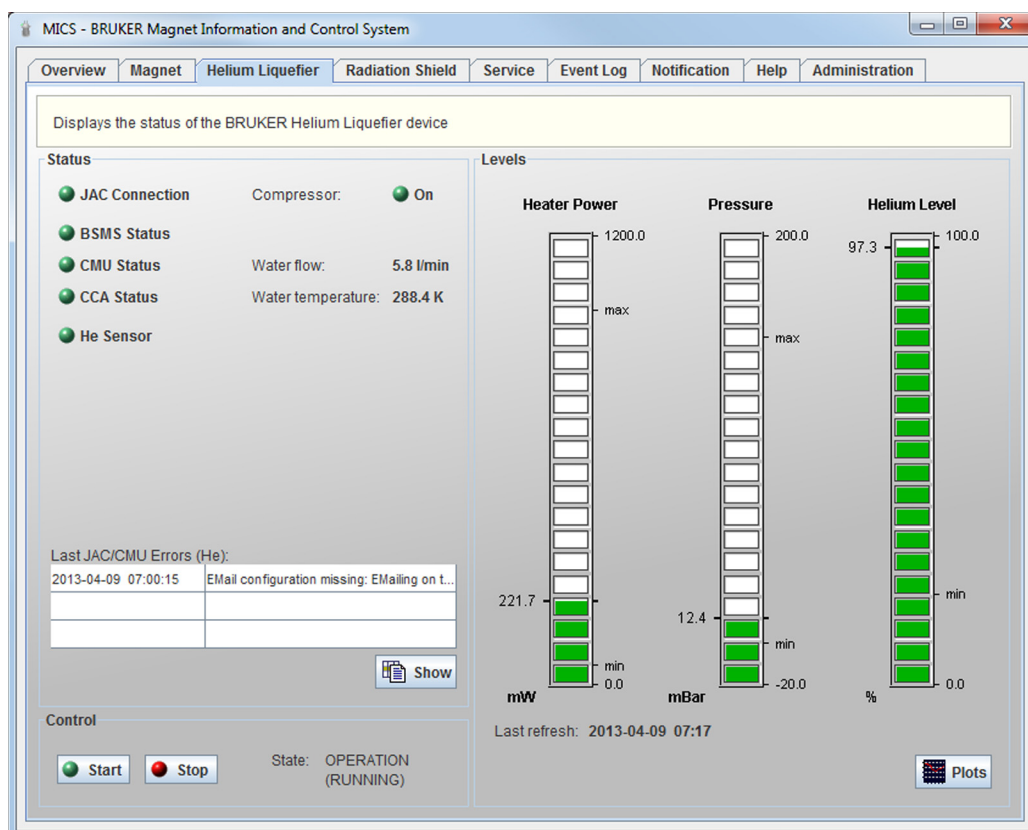 MICS - BRUKER Magnet Information and Control System
Overview Magnet Helium Liquefier Radiation Shield Service Event Log Notification Help Administration
Displays the status of the BRUKER Helium Liquefier device
Status
JAC Connection Compressor: On
BSMS Status
CMU Status Water flow: 5.8 l/min
CCA Status Water temperature: 288.4 K
He Sensor
Last JAC/CMU Errors (He):
2013-04-09 07:00:15 EMail configuration missing: EMailing on t...
Show
Control
Start Stop State: OPERATION
(RUNNING)
Levels
Heater Power
1200.0
max
221.7
min
0.0
mW
Pressure
200.0
max
12.4
min
-20.0
mBar
Helium Level
100.0
97.3
min
0.0
%
Last refresh: 2013-04-09 07:17
Plots